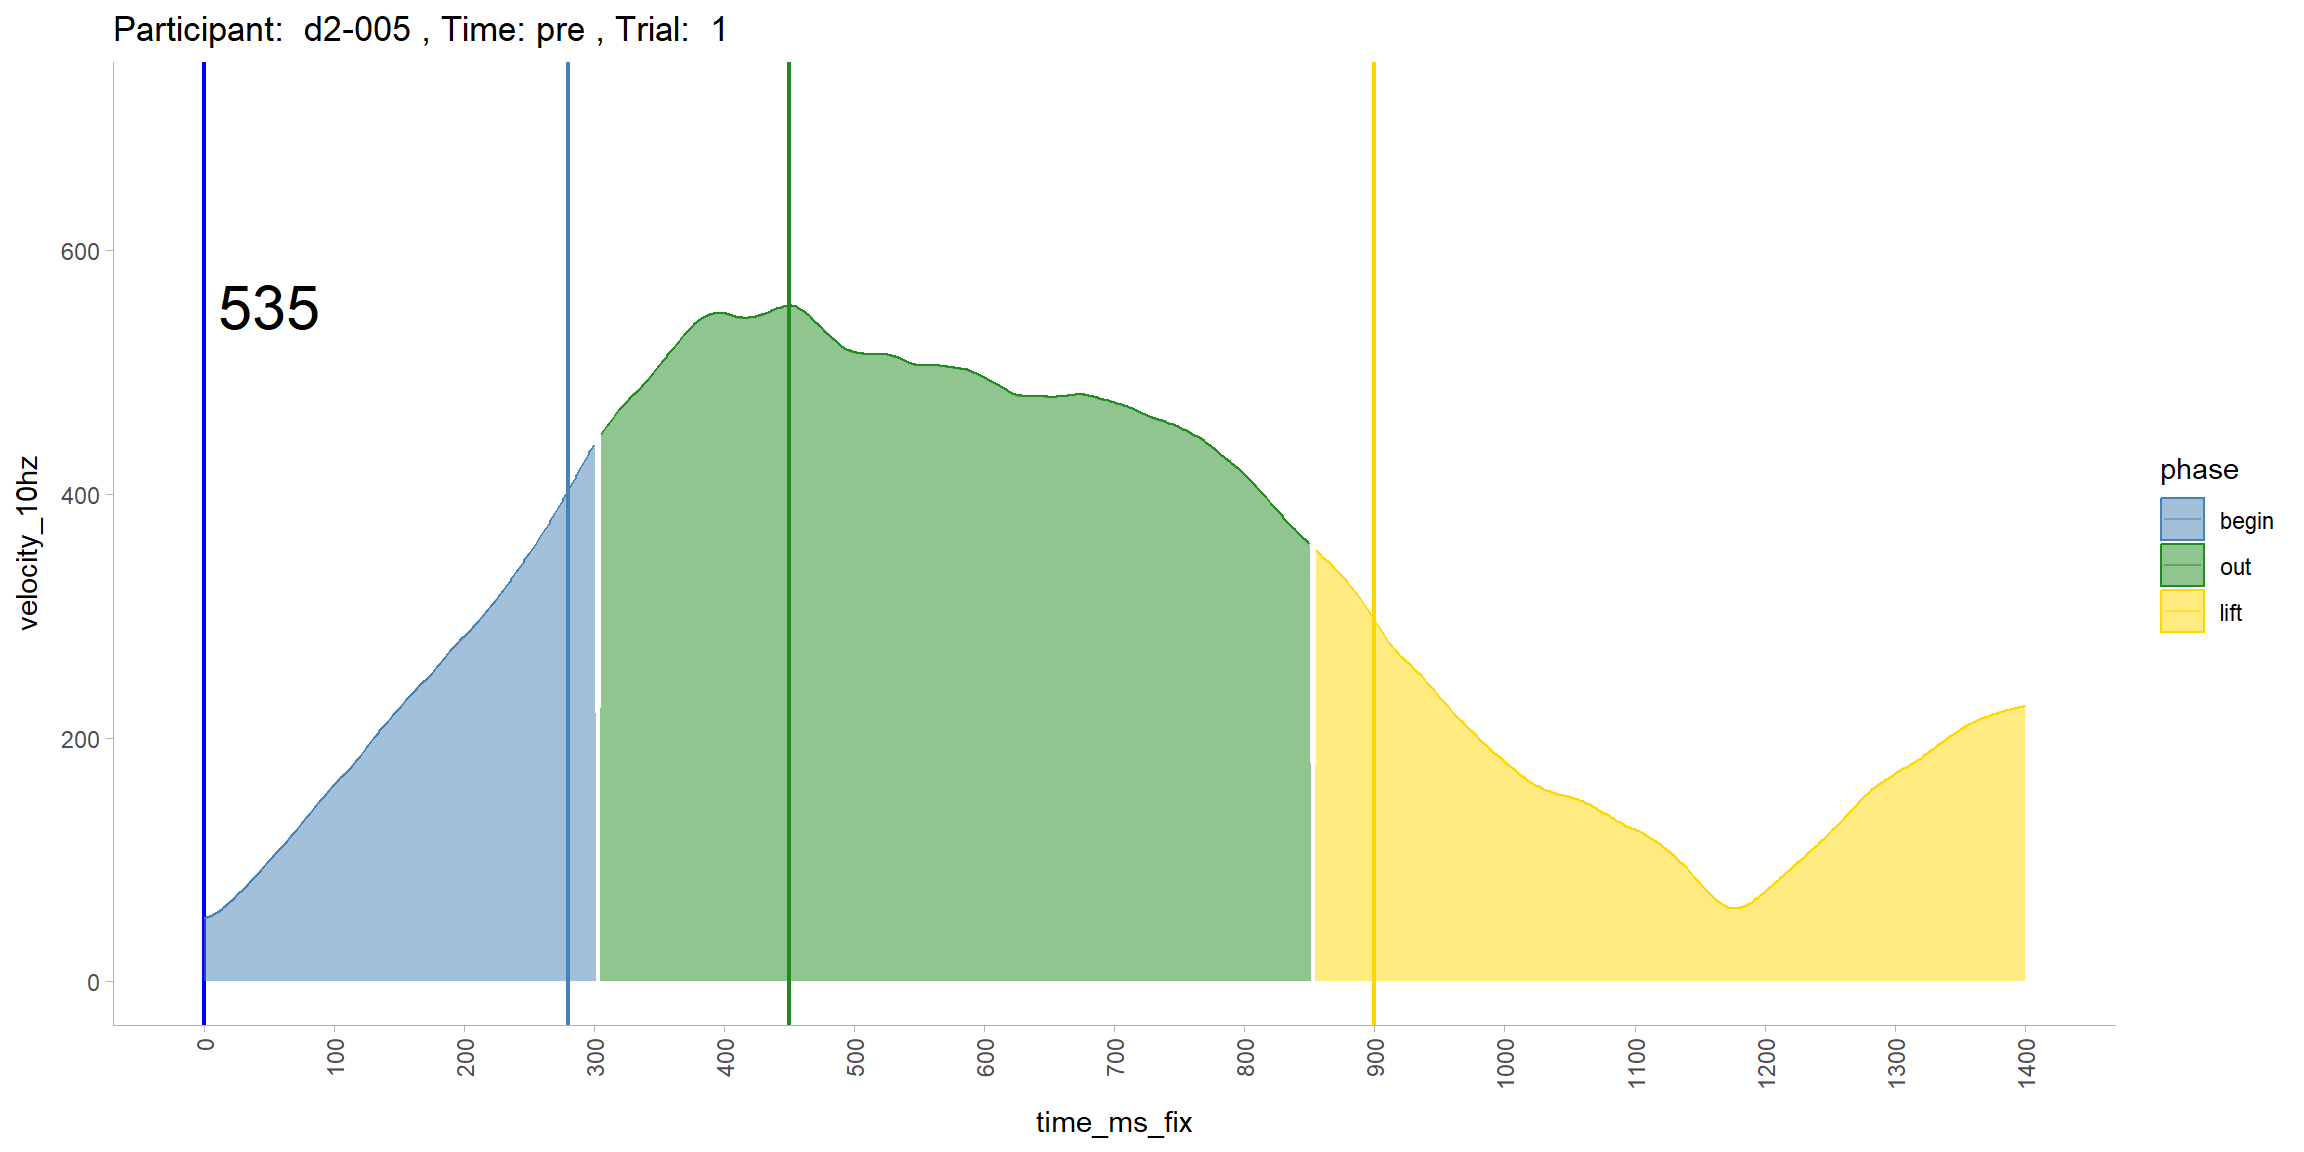 Participant:  d2-005 , Time: pre , Trial:  1
600
535
400
200
0
velocity_10hz
0 100 200 300 400 500 600 700 800 900 1000 1100 1200 1300 1400
time_ms_fix
phase
begin
out
lift